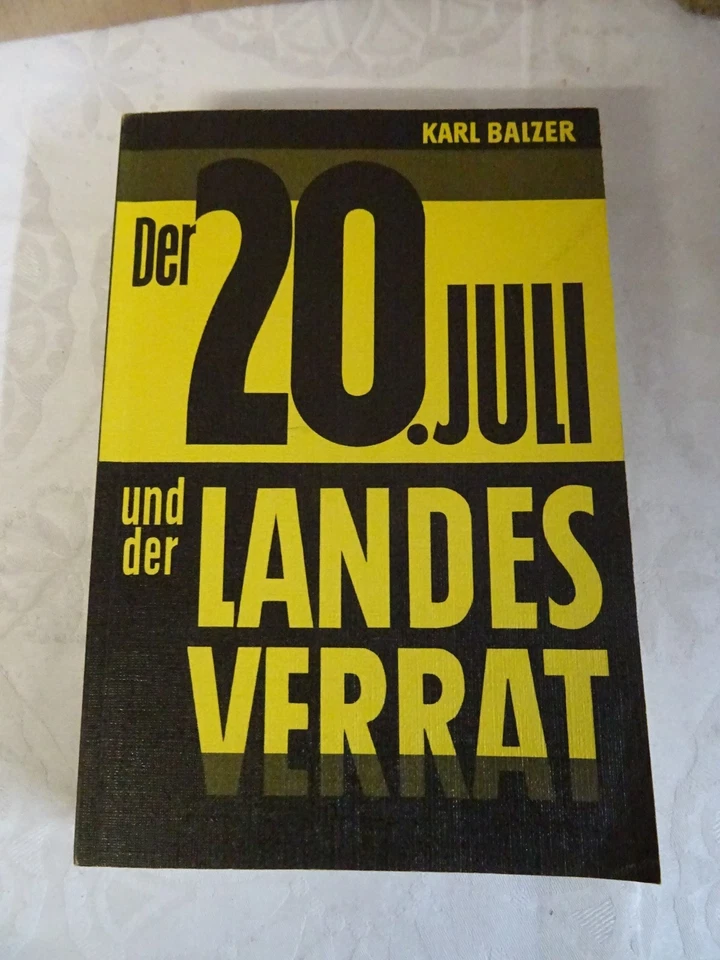 KARL BALZER
Der 20. JULI
und der LANDES
VERRAT